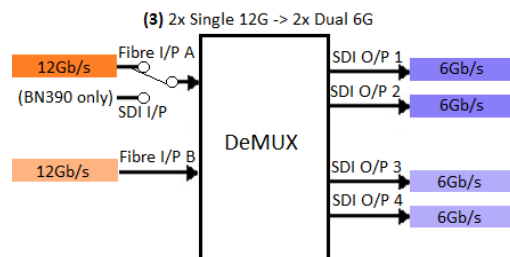 (3) 2x Single 12G -> 2x Dual 6G
Fibre I/P A
12Gb/s
(BN390 only)
SDI I/P
Fibre I/P B
12Gb/s
DeMUX
SDI O/P 1
6Gb/s
SDI O/P 2
6Gb/s
SDI O/P 3
6Gb/s
SDI O/P 4
6Gb/s